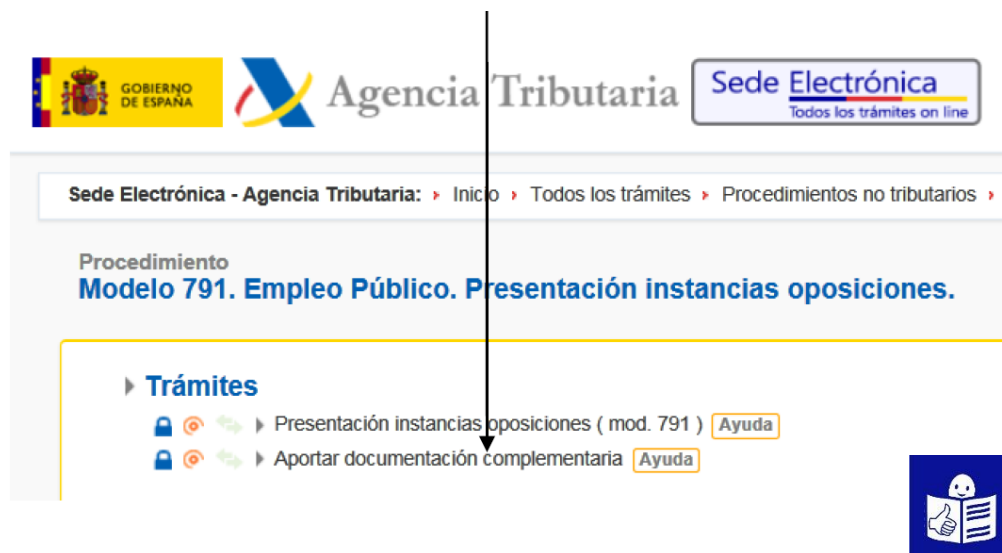 GOBIERNO
DE ESPAÑA
Agencia Tributaria
Sede Electrónica
Todos los trámites on line
Sede Electrónica - Agencia Tributaria: Inicio Todos los trámites Procedimientos no tributarios
Procedimiento
Modelo 791. Empleo Público. Presentación instancias oposiciones.
Trámites
Presentación instancias oposiciones ( mod. 791 ) Ayuda
Aportar documentación complementaria Ayuda